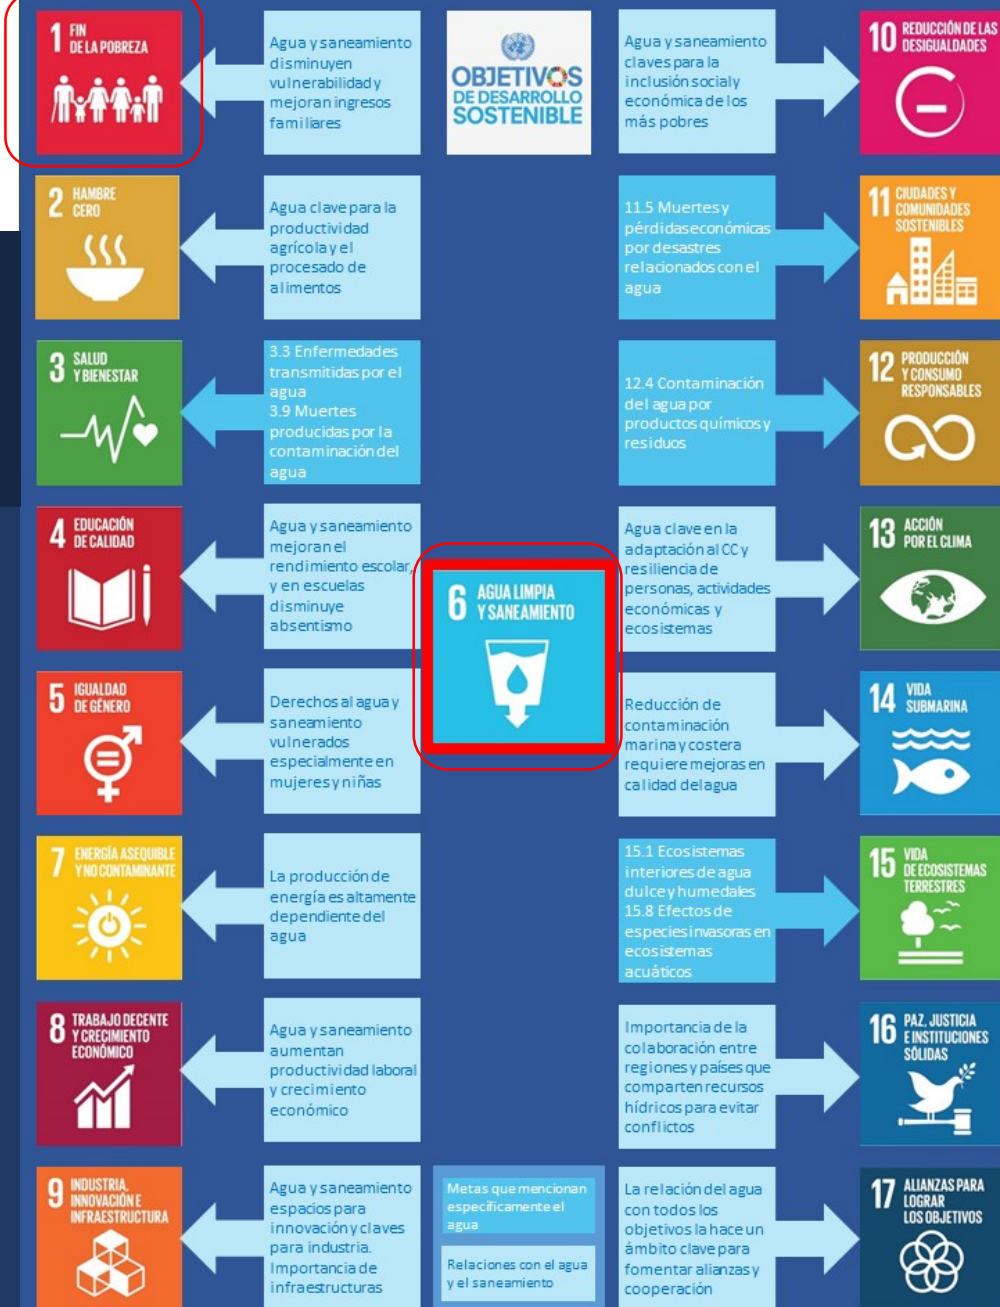 1 FIN
DE LA POBREZA
Agua y saneamiento
disminuyen
vulnerabilidad y
mejoran ingresos
familiares
OBJETIVOS
DE DESARROLLO
SOSTENIBLE
Agua y saneamiento
claves para la
inclusión social y
económica de los
más pobres
10 REDUCCIÓN DE LAS
DESIGUALDADES
2 HAMBRE
CERO
Agua clave para la
productividad
agrícola y el
procesado de
alimentos
11.5 Muertes y
pérdidas económicas
por desastres
relacionados con el
agua
11 CIUDADES Y
COMUNIDADES
SOSTENIBLES
3 SALUD
Y BIENESTAR
3.3 Enfermedades
transmitidas por el
agua
3.9 Muertes
producidas por la
contaminación del
agua
12.4 Contaminación
del agua por
productos químicos y
residuos
12 PRODUCCIÓN
Y CONSUMO
RESPONSABLES
4 EDUCACIÓN
DE CALIDAD
Agua y saneamiento
mejoran el
rendimiento escolar,
y en escuelas
disminuye
absentismo
6 AGUA LIMPIA
Y SANEAMIENTO
Agua clave en la
adaptación al CC y
resiliencia de
personas, actividades
económicas y
ecosistemas
13 ACCIÓN
POR EL CLIMA
5 IGUALDAD
DE GÉNERO
Derechos al agua y
saneamiento
vulnerados
especialmente en
mujeres y niñas
Reducción de
contaminación
marina y costera
requiere mejoras en
calidad del agua
14 VIDA
SUBMARINA
7 ENERGÍA ASEQUIBLE
Y NO CONTAMINANTE
La producción de
energía es altamente
dependiente del
agua
15.1 Ecosistemas
interiores de agua
dulce y humedales
15.8 Efectos de
especies invasoras en
ecosistemas
acuáticos
15 VIDA
DE ECOSISTEMAS
TERRESTRES
8 TRABAJO DECENTE
Y CRECIMIENTO
ECONÓMICO
Agua y saneamiento
aumentan
productividad laboral
y crecimiento
económico
Importancia de la
colaboración entre
regiones y países que
comparten recursos
hídricos para evitar
conflictos
16 PAZ, JUSTICIA
E INSTITUCIONES
SÓLIDAS
9 INDUSTRIA,
INNOVACIÓN E
INFRAESTRUCTURA
Agua y saneamiento
espacios para
innovación y claves
para industria.
Importancia de
infraestructuras
Metas que mencionan
específicamente el
agua
Relaciones con el agua
y el saneamiento
La relación del agua
con todos los
objetivos la hace un
ámbito clave para
fomentar alianzas y
cooperación
17 ALIANZAS PARA
LOGRAR
LOS OBJETIVOS